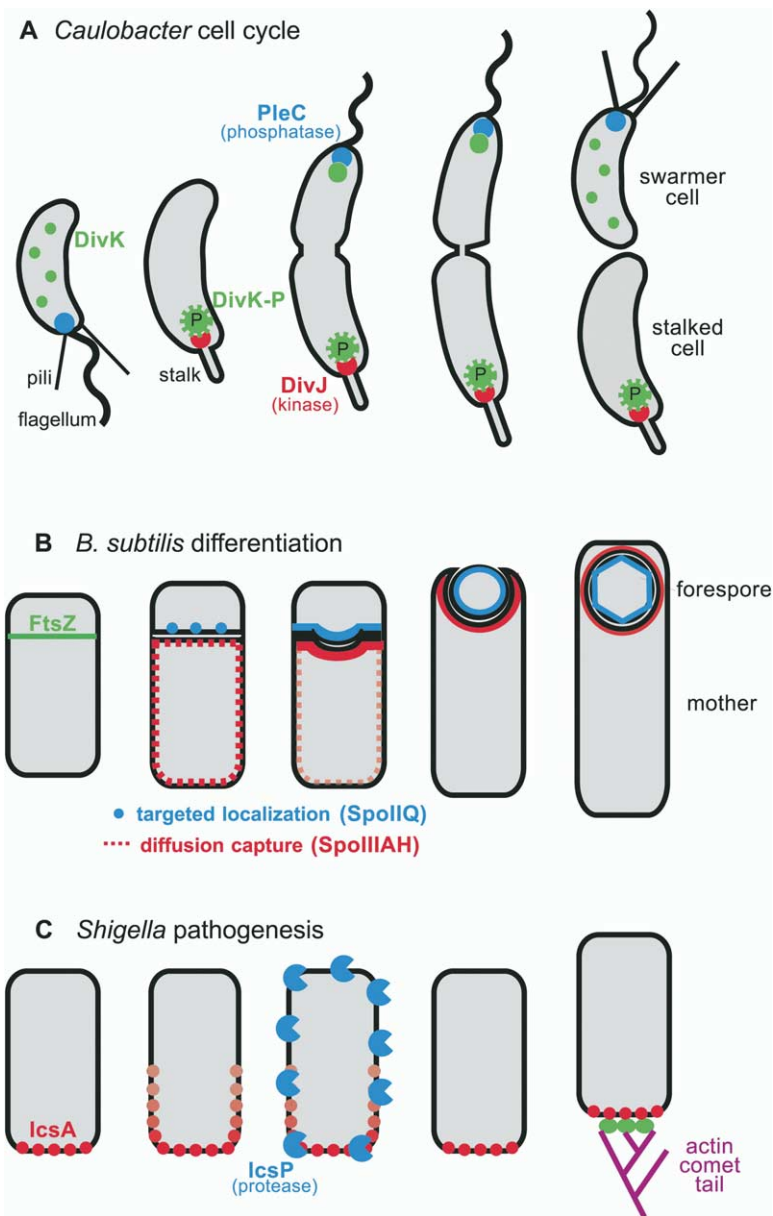 A Caulobacter cell cycle
PleC
(phosphatase)
swarmer
cell
DivK
DivK-P
P
P
P
P
stalked
cell
pili
stalk
DivJ
(kinase)
flagellum
B B. subtilis differentiation
FtsZ
forespore
mother
targeted localization (SpoIIQ)
diffusion capture (SpoIIIAH)
C Shigella pathogenesis
IcsA
IcsP
(protease)
actin
comet
tail